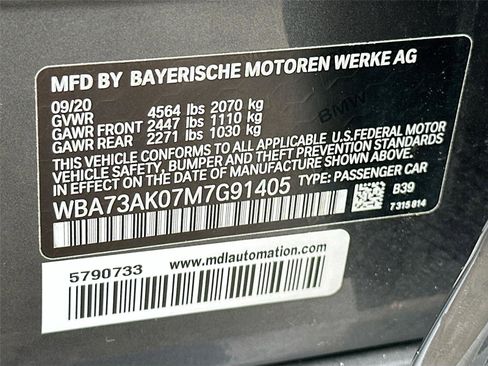 MFD BY BAYERISCHE MOTOREN WERKE AG
09/20
GVWR 4564 lbs 2070 kg
GAWR FRONT 2447 lbs 1110 kg
GAWR REAR 2271 lbs 1030 kg
THIS VEHICLE CONFORMS TO ALL APPLICABLE U.S.FEDERAL MOTOR
VEHICLE SAFETY, BUMPER, AND THEFT PREVENTION STANDARDS
IN EFFECT ON THE DATE OF MANUFACTURE SHOWN ABOVE.
WBA73AK07M7G91405 TYPE: PASSENGER CAR
B39
7 315 814
BMW
5790733 www.mdlautomation.com